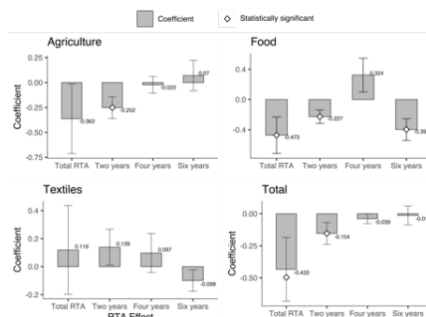 Coefficient
Statistically significant
Agriculture
Food
Coefficient
0.25
0.00
-0.25
-0.50
-0.75
-0.363
-0.252
-0.023
0.07
Total RTA
Two years
Four years
Six years
0.4
0.0
-0.4
-0.473
-0.227
0.324
-0.39
Total RTA
Two years
Four years
Six years
Textiles
Total
Coefficient
0.4
0.2
0.0
-0.2
0.119
0.139
0.097
-0.099
Total RTA
Two years
Four years
Six years
RTA Effect
Coefficient
0.00
-0.25
-0.50
-0.433
-0.154
-0.039
-0.0
Total RTA
Two years
Four years
Six years